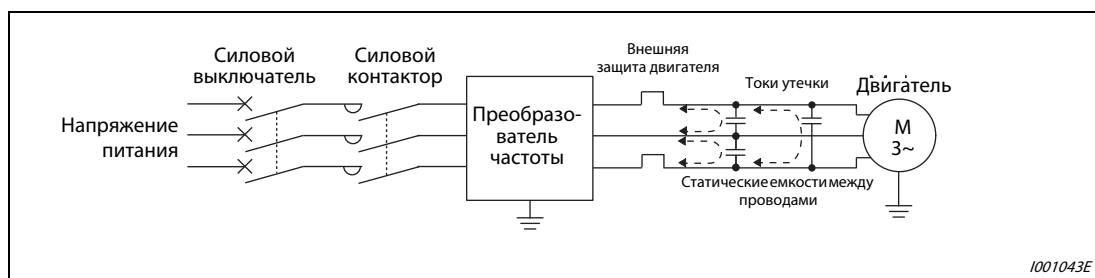 Силовой
выключатель
Силовой
контактор
Внешняя
защита двигателя
Токи утечки
Двигатель
Напряжение
питания
Преобразо-
ватель
частоты
M
3~
Статические емкости между
проводами
I001043E